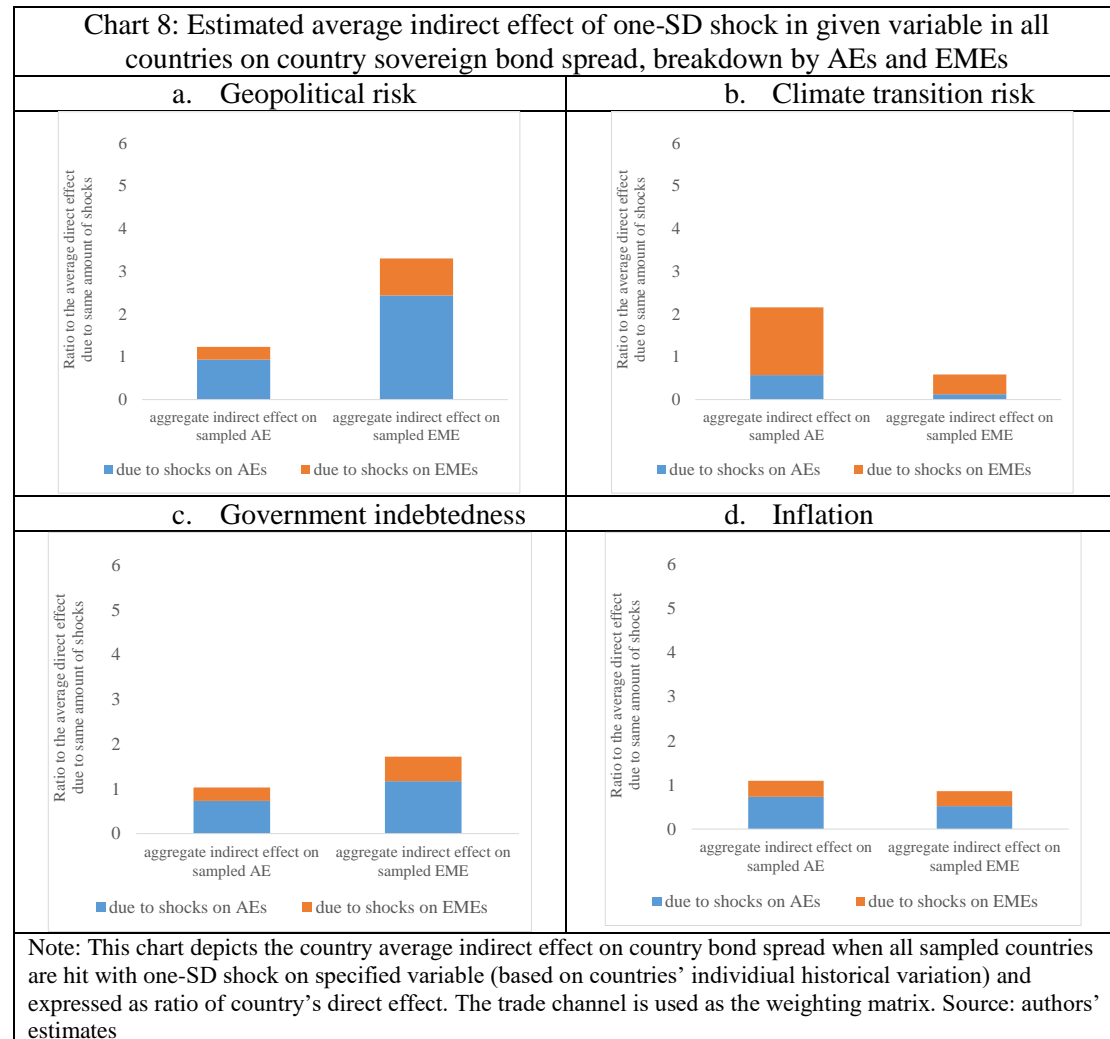 Chart 8: Estimated average indirect effect of one-SD shock in given variable in all
countries on country sovereign bond spread, breakdown by AEs and EMEs
a. Geopolitical risk
b. Climate transition risk
Ratio to the average direct effect
due to same amount of shocks
6
5
4
3
2
1
0
aggregate indirect effect on
sampled AE
aggregate indirect effect on
sampled EME
due to shocks on AEs
due to shocks on EMEs
Ratio to the average direct effect
due to same amount of shocks
6
5
4
3
2
1
0
aggregate indirect effect on
sampled AE
aggregate indirect effect on
sampled EME
due to shocks on AEs
due to shocks on EMEs
c. Government indebtedness
d. Inflation
Ratio to the average direct effect
due to same amount of shocks
6
5
4
3
2
1
0
aggregate indirect effect on
sampled AE
aggregate indirect effect on
sampled EME
due to shocks on AEs
due to shocks on EMEs
Ratio to the average direct effect
due to same amount of shocks
6
5
4
3
2
1
0
aggregate indirect effect on
sampled AE
aggregate indirect effect on
sampled EME
due to shocks on AEs
due to shocks on EMEs
Note: This chart depicts the country average indirect effect on country bond spread when all sampled countries
are hit with one-SD shock on specified variable (based on countries' individiual historical variation) and
expressed as ratio of country's direct effect. The trade channel is used as the weighting matrix. Source: authors'
estimates